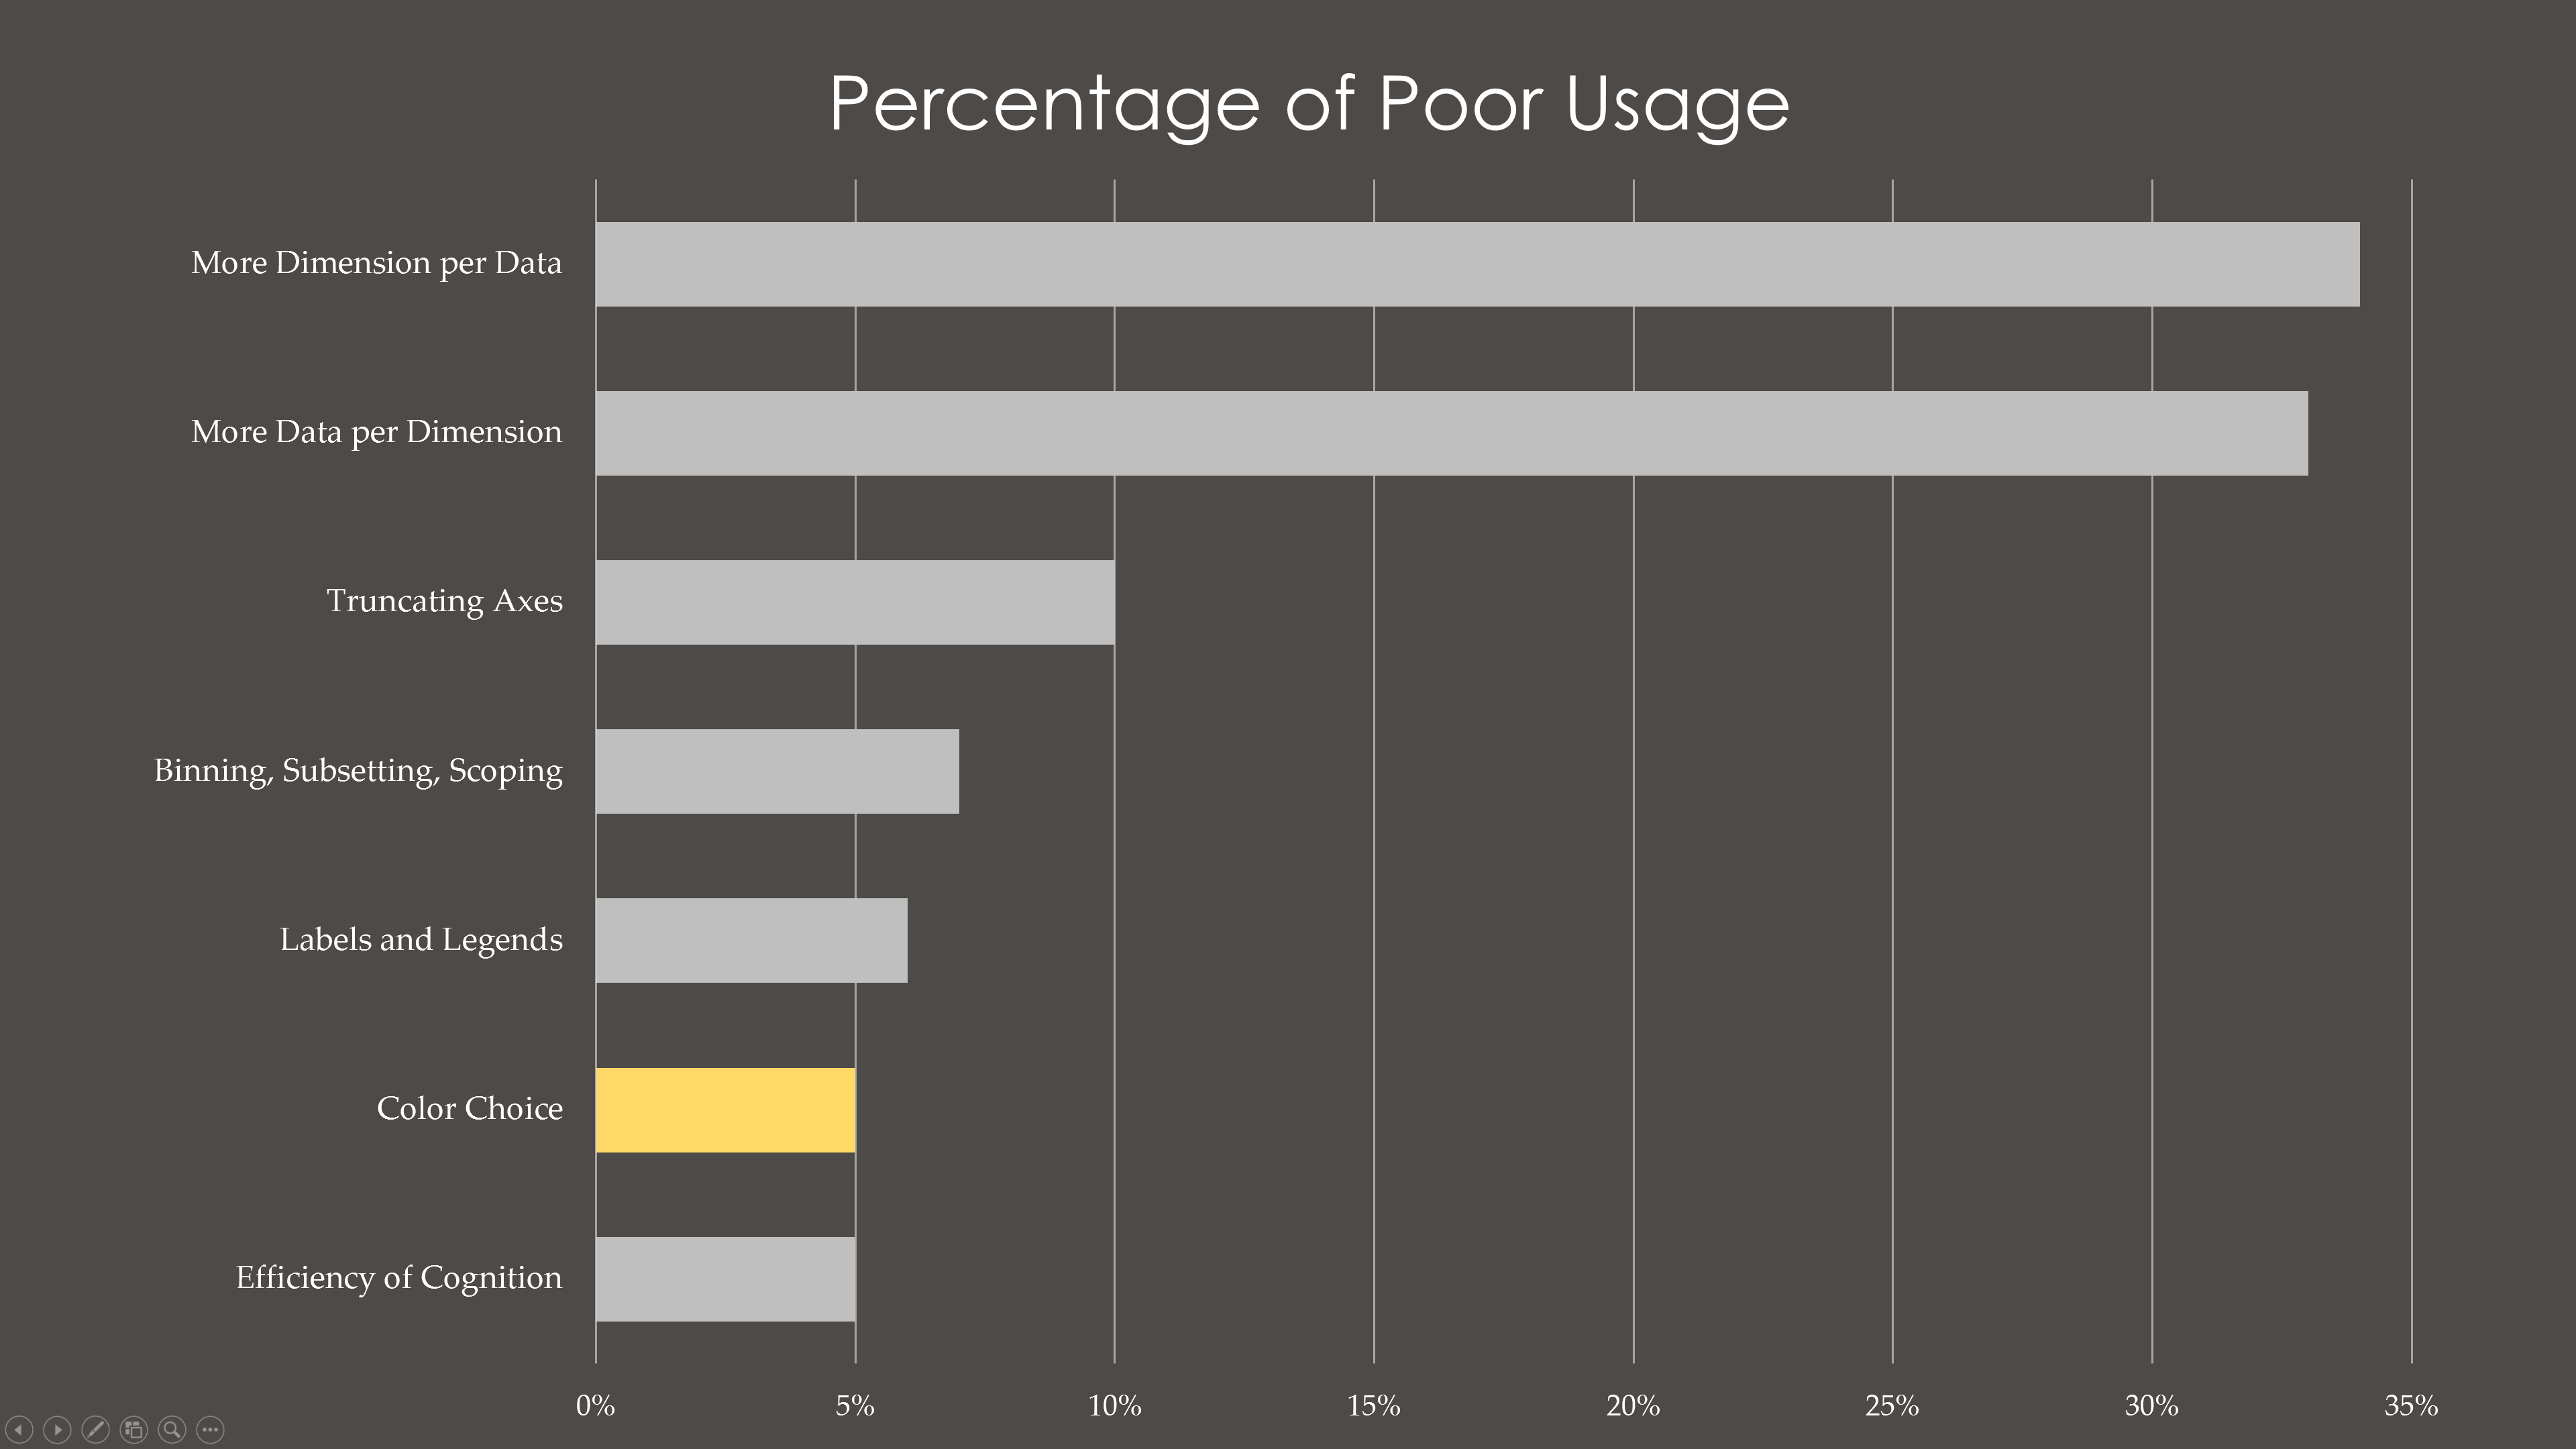 Percentage of Poor Usage
More Dimension per Data
More Data per Dimension
Truncating Axes
Binning, Subsetting, Scoping
Labels and Legends
Color Choice
Efficiency of Cognition
0% 5% 10% 15% 20% 25% 30% 35%